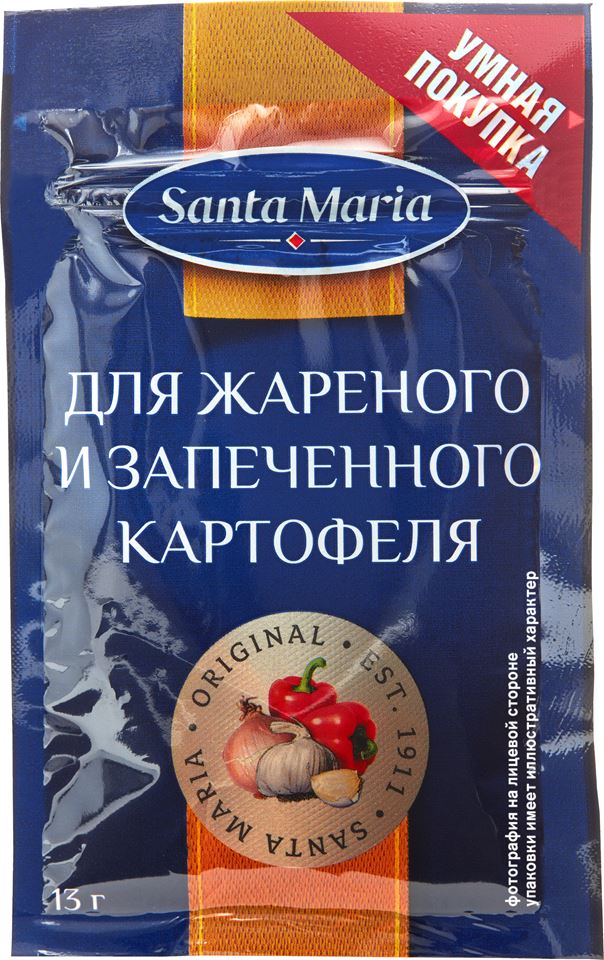 УМНАЯ
ПОКУПКА
Santa Maria
ДЛЯ ЖАРЕНОГО
И ЗАПЕЧЕННОГО
КАРТОФЕЛЯ
SANTA MARIA • ORIGINAL • EST. 1911 •
фотография на лицевой стороне
упаковки имеет иллюстративный характер
13 г